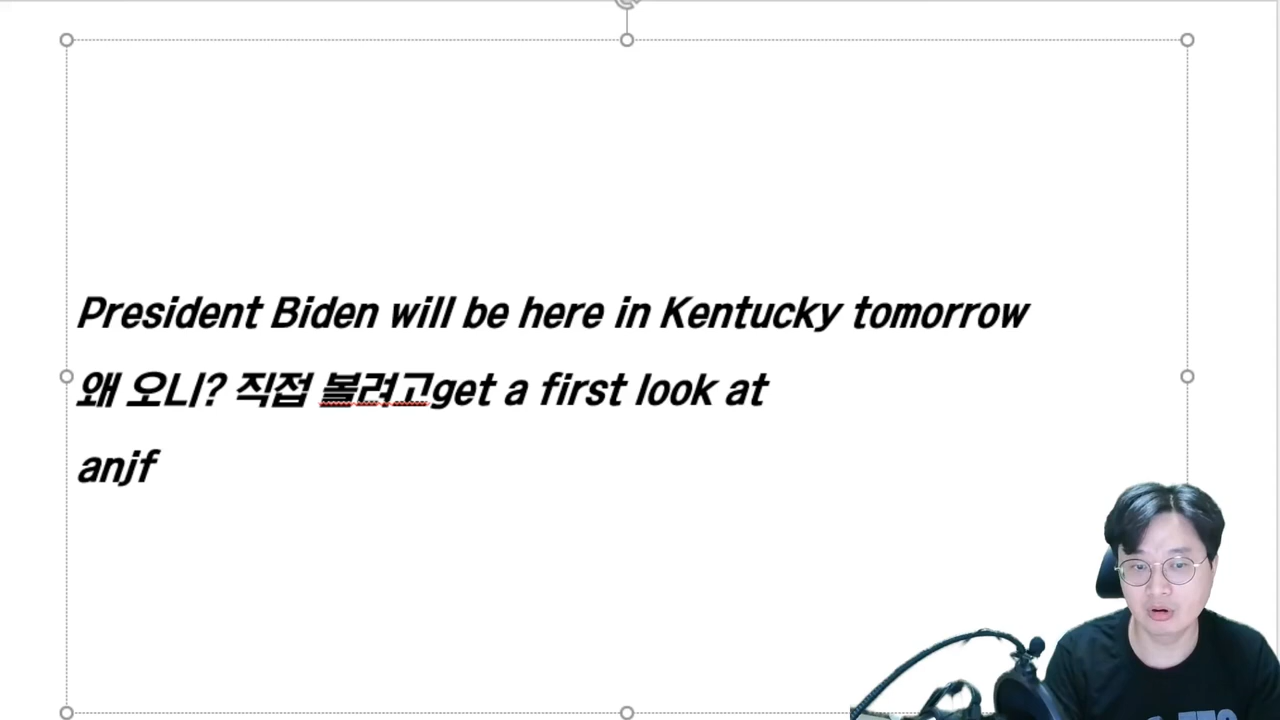 President Biden will be here in Kentucky tomorrow
왜 오니? 직접 볼려고get a first look at
anjf